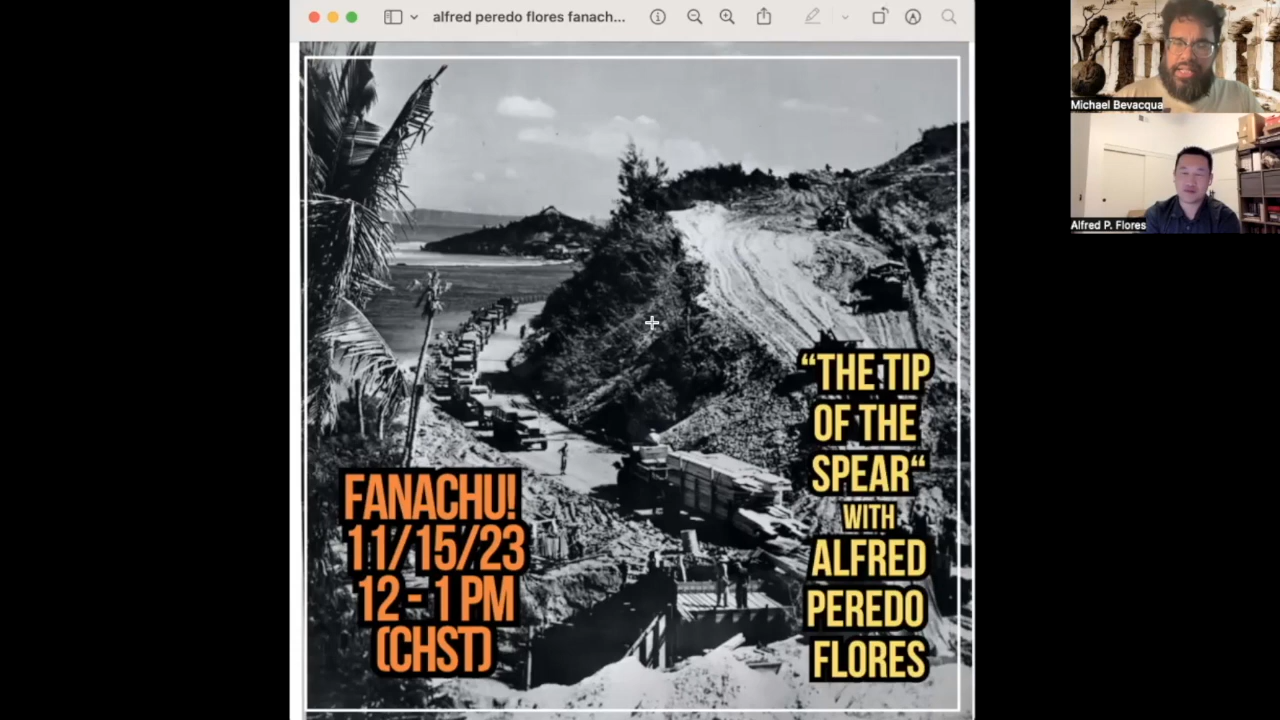 alfred peredo flores fanach...
Michael Bevacqua
Alfred P. Flores
“THE TIP
OF THE
SPEAR“
WITH
ALFRED
PEREDO
FLORES
FANACHU!
11/15/23
12 - 1 PM
(CHST)